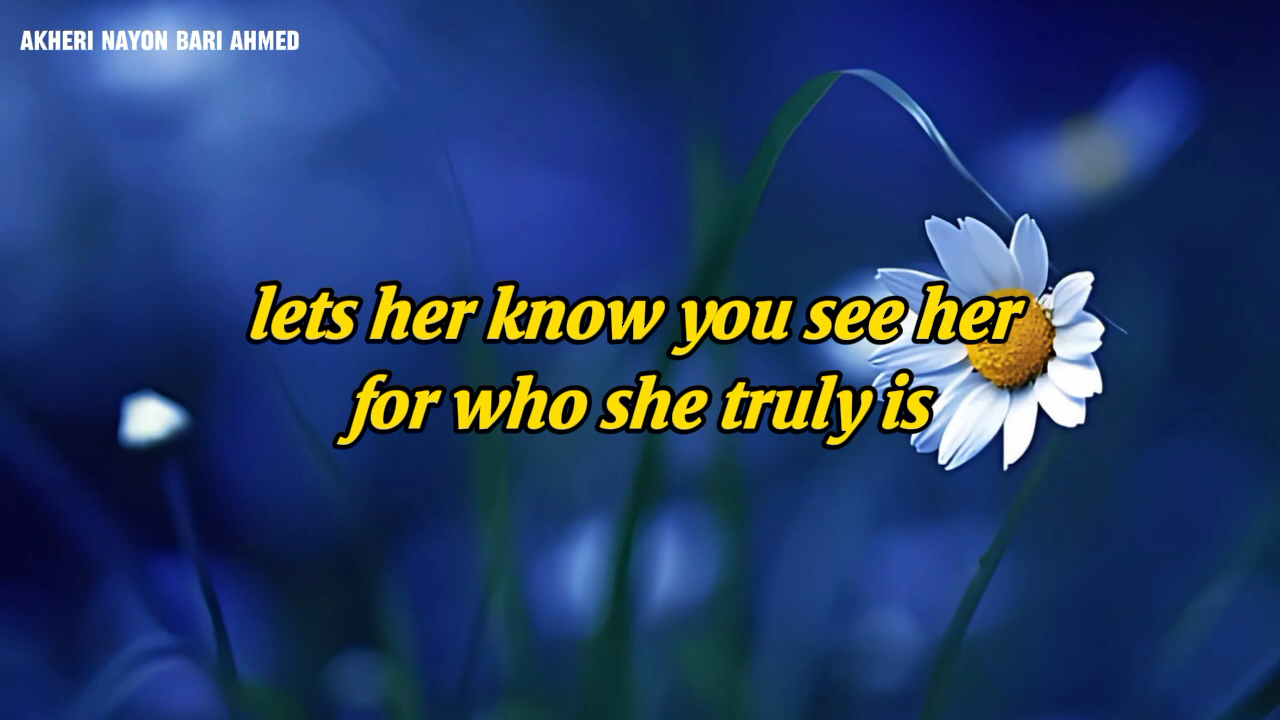 AKHERI NAYON BARI AHMED
lets her know you see her
for who she truly is